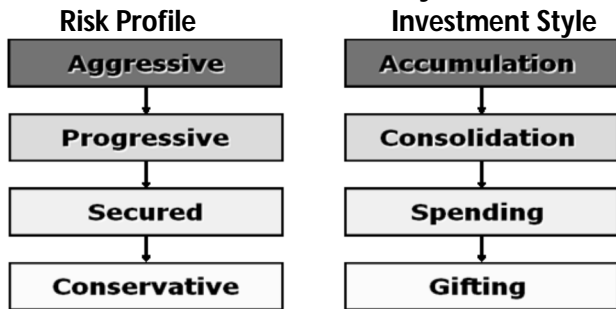 Risk Profile Investment Style
Aggressive Accumulation
Progressive Consolidation
Secured Spending
Conservative Gifting